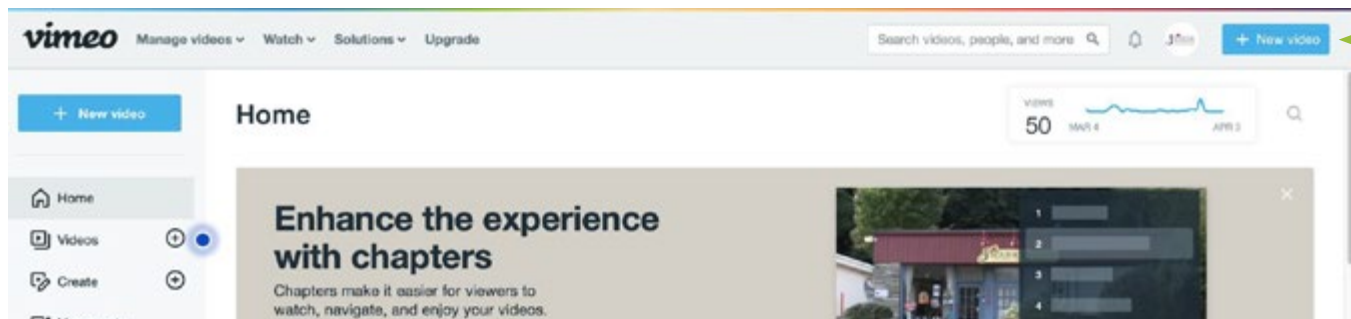 vimeo Manage videos Watch Solutions Upgrade Search videos, people, and more + New video
+ New video
Home
VIEWS
50 MAR 4 APR 3
Home
Videos
Create
Enhance the experience
with chapters
Chapters make it easier for viewers to
watch, navigate, and enjoy your videos.
1
2
3
4